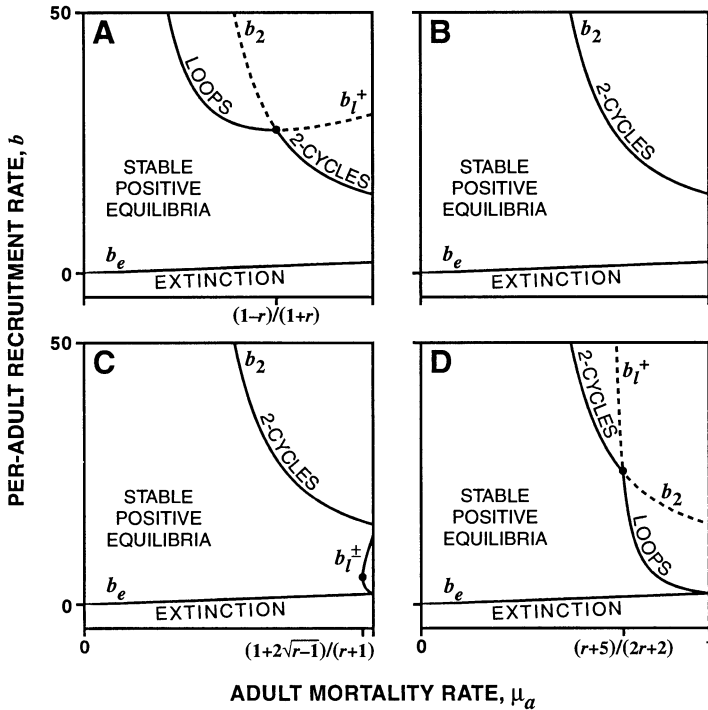 PER-ADULT RECRUITMENT RATE, b
50
0
A
b2
bl+
LOOPS
2-CYCLES
STABLE
POSITIVE
EQUILIBRIA
be
EXTINCTION
(1–r)/(1+r)
B
b2
2-CYCLES
STABLE
POSITIVE
EQUILIBRIA
be
EXTINCTION
50
0
C
b2
2-CYCLES
STABLE
POSITIVE
EQUILIBRIA
bl±
be
EXTINCTION
0
(1+2√r–1)/(r+1)
D
2-CYCLES
bl+
b2
STABLE
POSITIVE
EQUILIBRIA
LOOPS
be
EXTINCTION
0
(r+5)/(2r+2)
ADULT MORTALITY RATE, μa